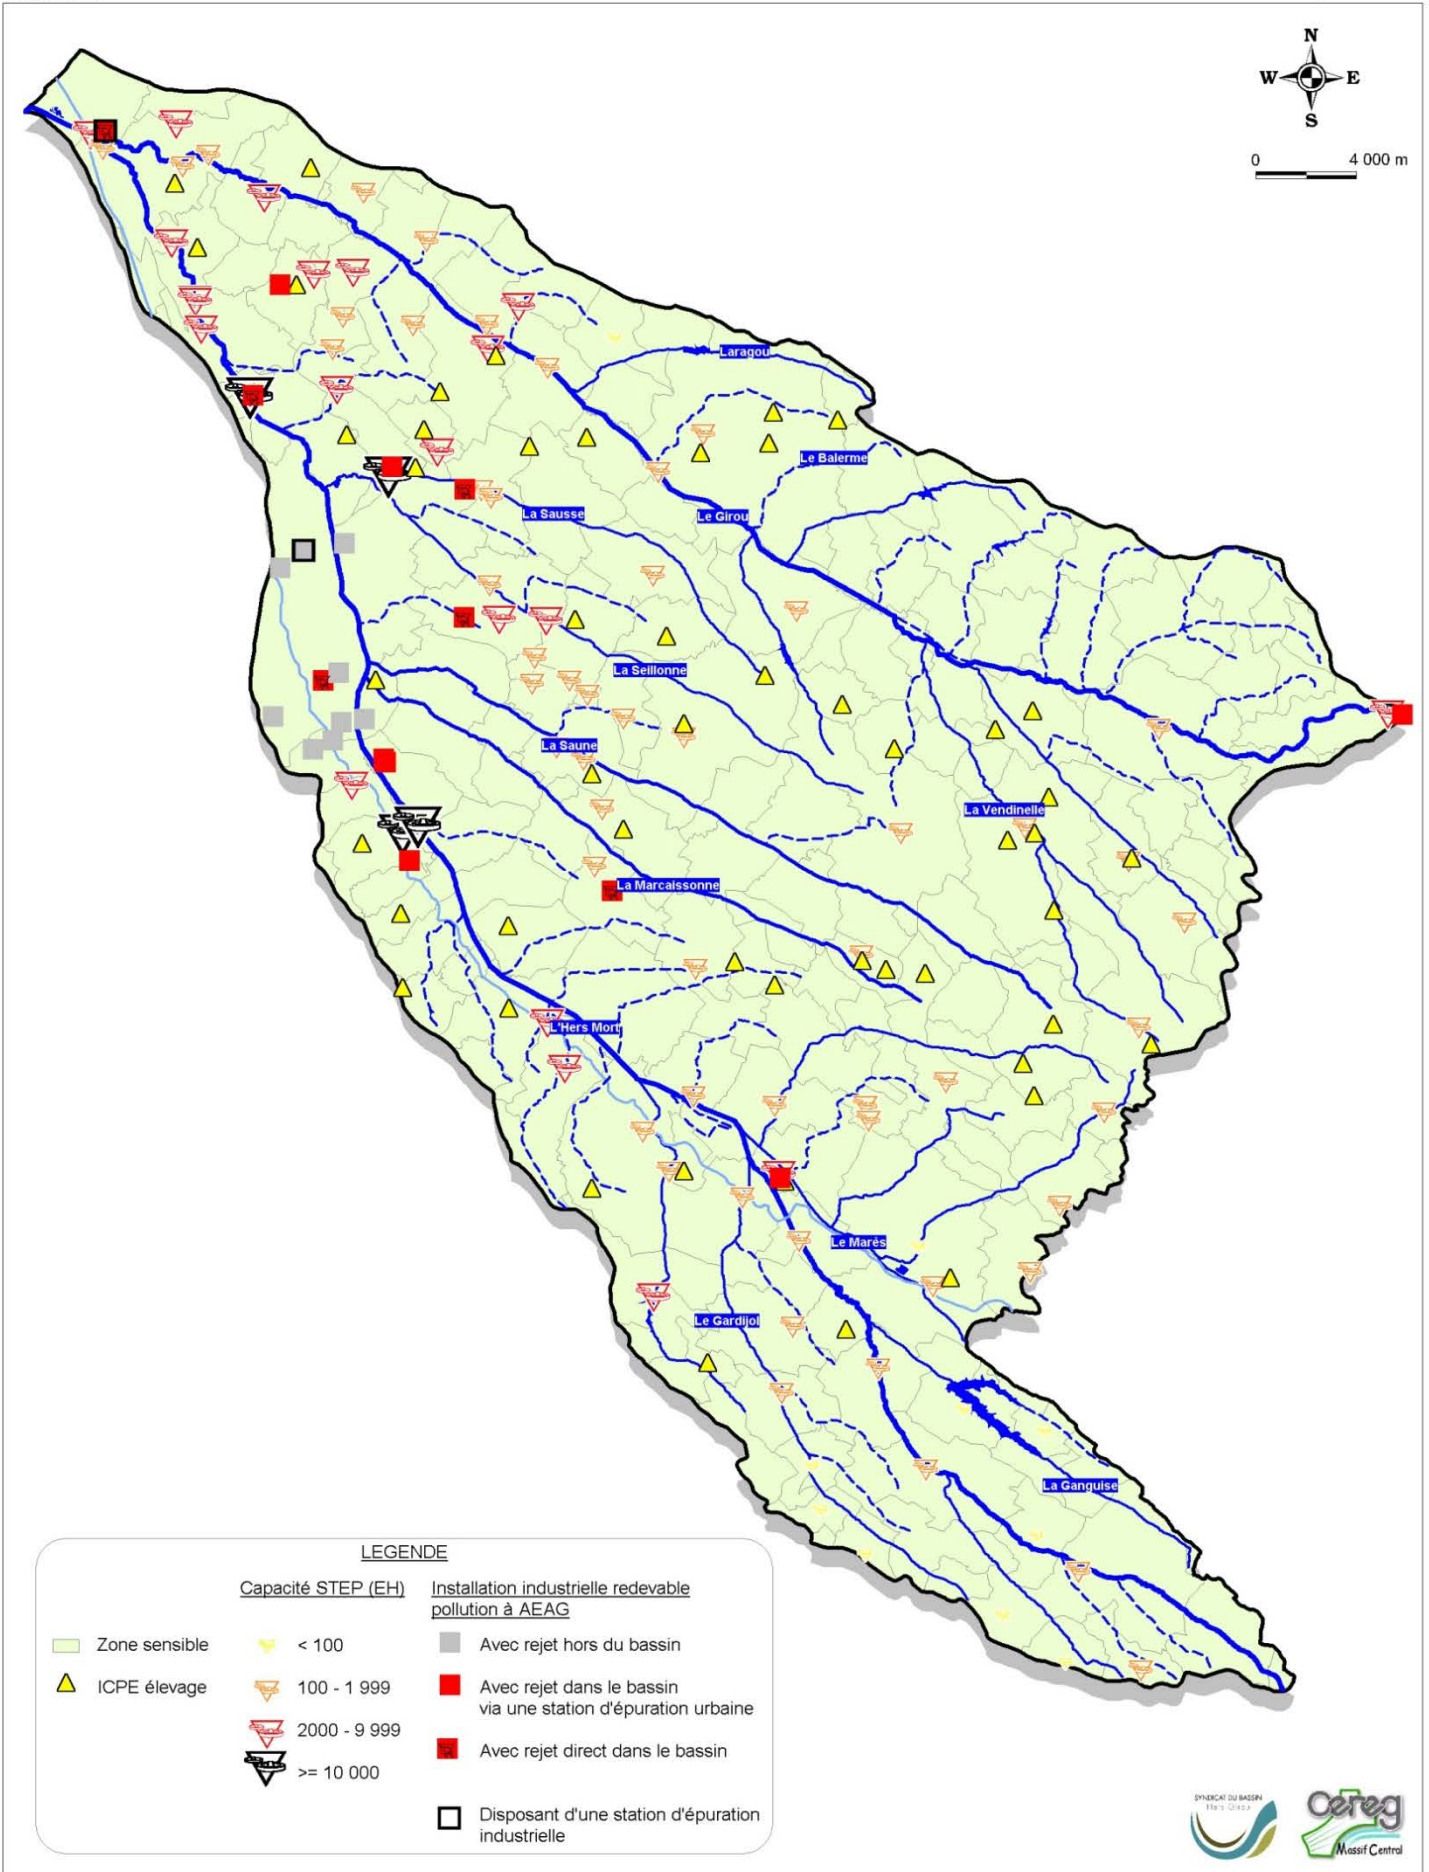 N
W E
S
0 4 000 m
Laragou
Le Balerme
La Sausse
Le Girou
La Seillonne
La Saune
La Vendinelle
La Marcaissonne
L'Hers Mort
Le Marès
Le Gardijol
La Ganguise
LEGENDE
Capacité STEP (EH)
Installation industrielle redevable
pollution à AEAG
Zone sensible
< 100
Avec rejet hors du bassin
ICPE élevage
100 - 1 999
Avec rejet dans le bassin
via une station d'épuration urbaine
2000 - 9 999
Avec rejet direct dans le bassin
>= 10 000
Disposant d'une station d'épuration
industrielle
SYNDICAT DU BASSIN
Hers Girou
Cereg
Massif Central